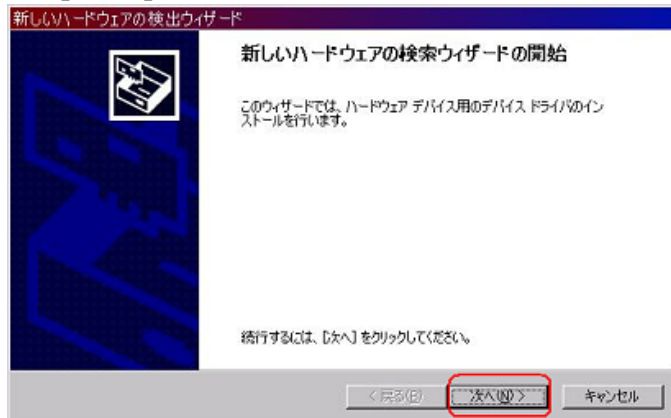 新しいハードウェアの検出ウィザード
新しいハードウェアの検索ウィザードの開始
このウィザードでは、ハードウェア デバイス用のデバイス ドライバのイン
ストールを行います。
続行するには、[次へ] をクリックしてください。
< 戻る(B) 次へ(N) > キャンセル